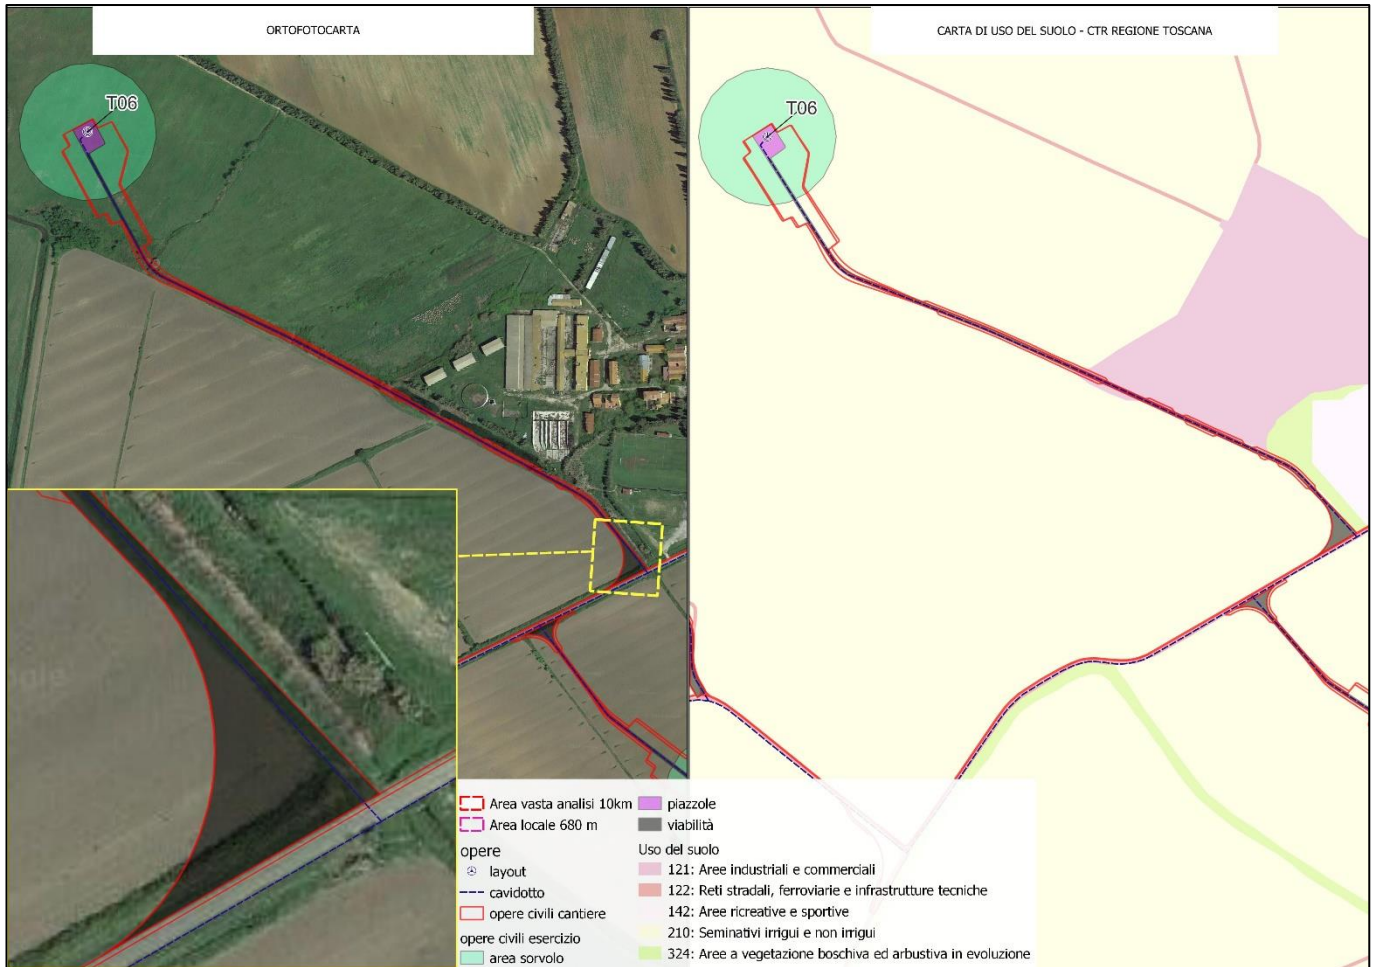 ORTOFOTOCARTA
CARTA DI USO DEL SUOLO - CTR REGIONE TOSCANA
T06
T06
Area vasta analisi 10km
Area locale 680 m
opere
layout
cavidotto
opere civili cantiere
opere civili esercizio
area sorvolo
piazzole
viabilità
Uso del suolo
121: Aree industriali e commerciali
122: Reti stradali, ferroviarie e infrastrutture tecniche
142: Aree ricreative e sportive
210: Seminativi irrigui e non irrigui
324: Aree a vegetazione boschiva ed arbustiva in evoluzione